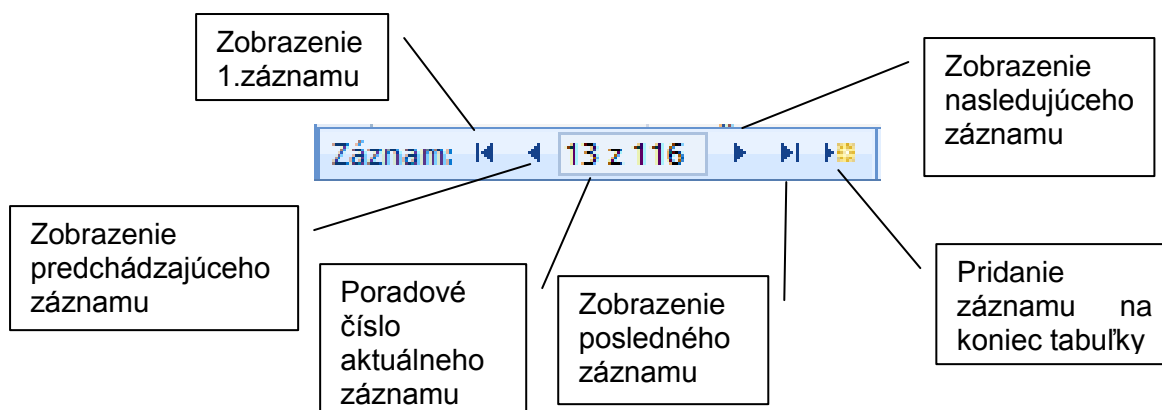 Zobrazenie
1.záznamu
Zobrazenie
nasledujúceho
záznamu
Záznam: 13 z 116
Zobrazenie
predchádzajúceho
záznamu
Poradové
číslo
aktuálneho
záznamu
Zobrazenie
posledného
záznamu
Pridanie
záznamu na
koniec tabuľky